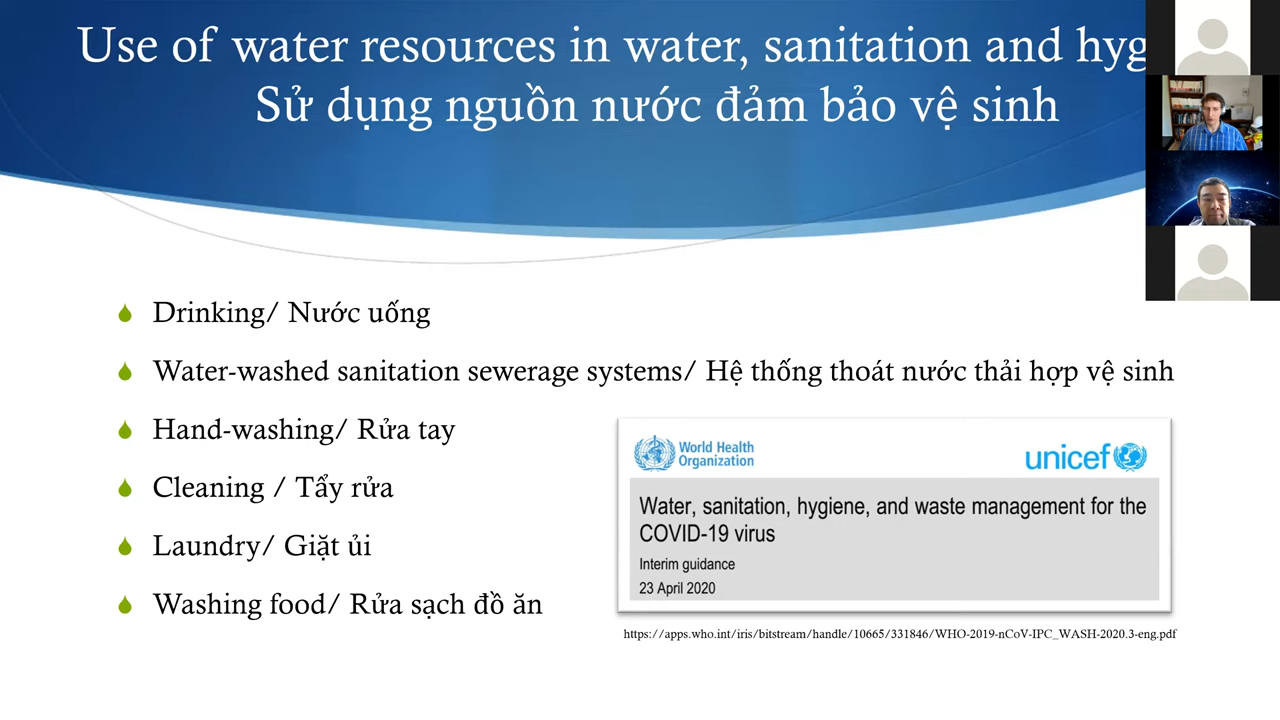 Use of water resources in water, sanitation and hyg
Sử dụng nguồn nước đảm bảo vệ sinh
Drinking/ Nước uống
Water-washed sanitation sewerage systems/ Hệ thống thoát nước thải hợp vệ sinh
Hand-washing/ Rửa tay
Cleaning / Tẩy rửa
Laundry/ Giặt ủi
Washing food/ Rửa sạch đồ ăn
World Health
Organization
unicef
Water, sanitation, hygiene, and waste management for the
COVID-19 virus
Interim guidance
23 April 2020
https://apps.who.int/iris/bitstream/handle/10665/331846/WHO-2019-nCoV-IPC_WASH-2020.3-eng.pdf